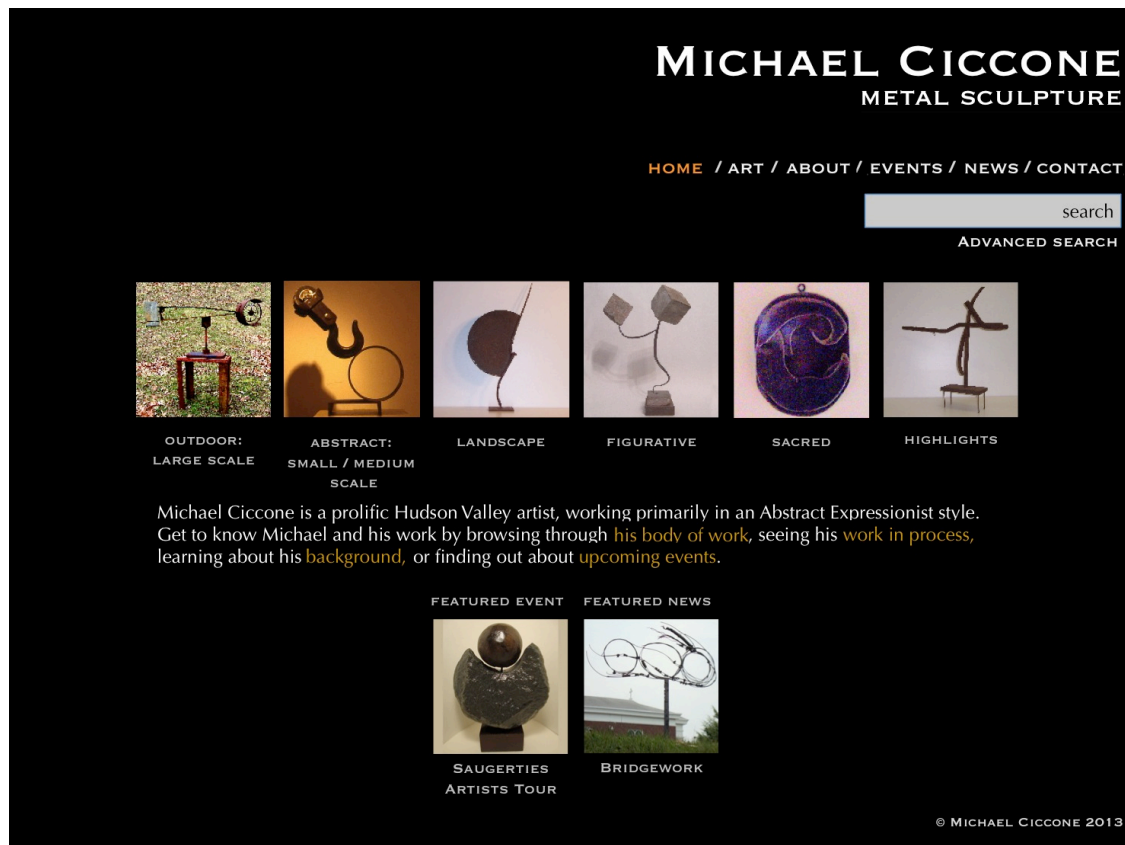 MICHAEL CICCONE
METAL SCULPTURE
HOME / ART / ABOUT / EVENTS / NEWS / CONTACT
search
ADVANCED SEARCH
OUTDOOR:
LARGE SCALE
ABSTRACT:
SMALL / MEDIUM
SCALE
LANDSCAPE
FIGURATIVE
SACRED
HIGHLIGHTS
Michael Ciccone is a prolific Hudson Valley artist, working primarily in an Abstract Expressionist style.
Get to know Michael and his work by browsing through his body of work, seeing his work in process,
learning about his background, or finding out about upcoming events.
FEATURED EVENT
FEATURED NEWS
SAUGERTIES
ARTISTS TOUR
BRIDGEWORK
© MICHAEL CICCONE 2013